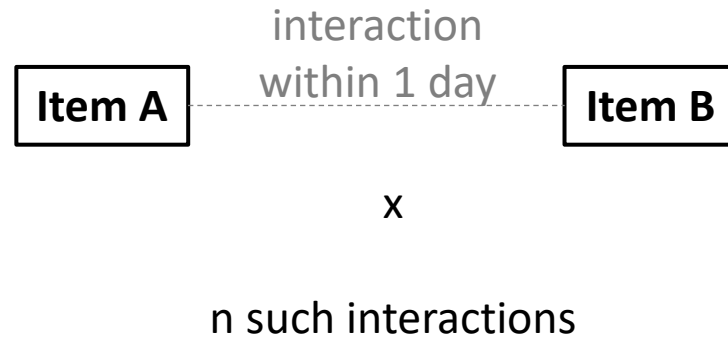 interaction
within 1 day
Item A
Item B
x
n such interactions